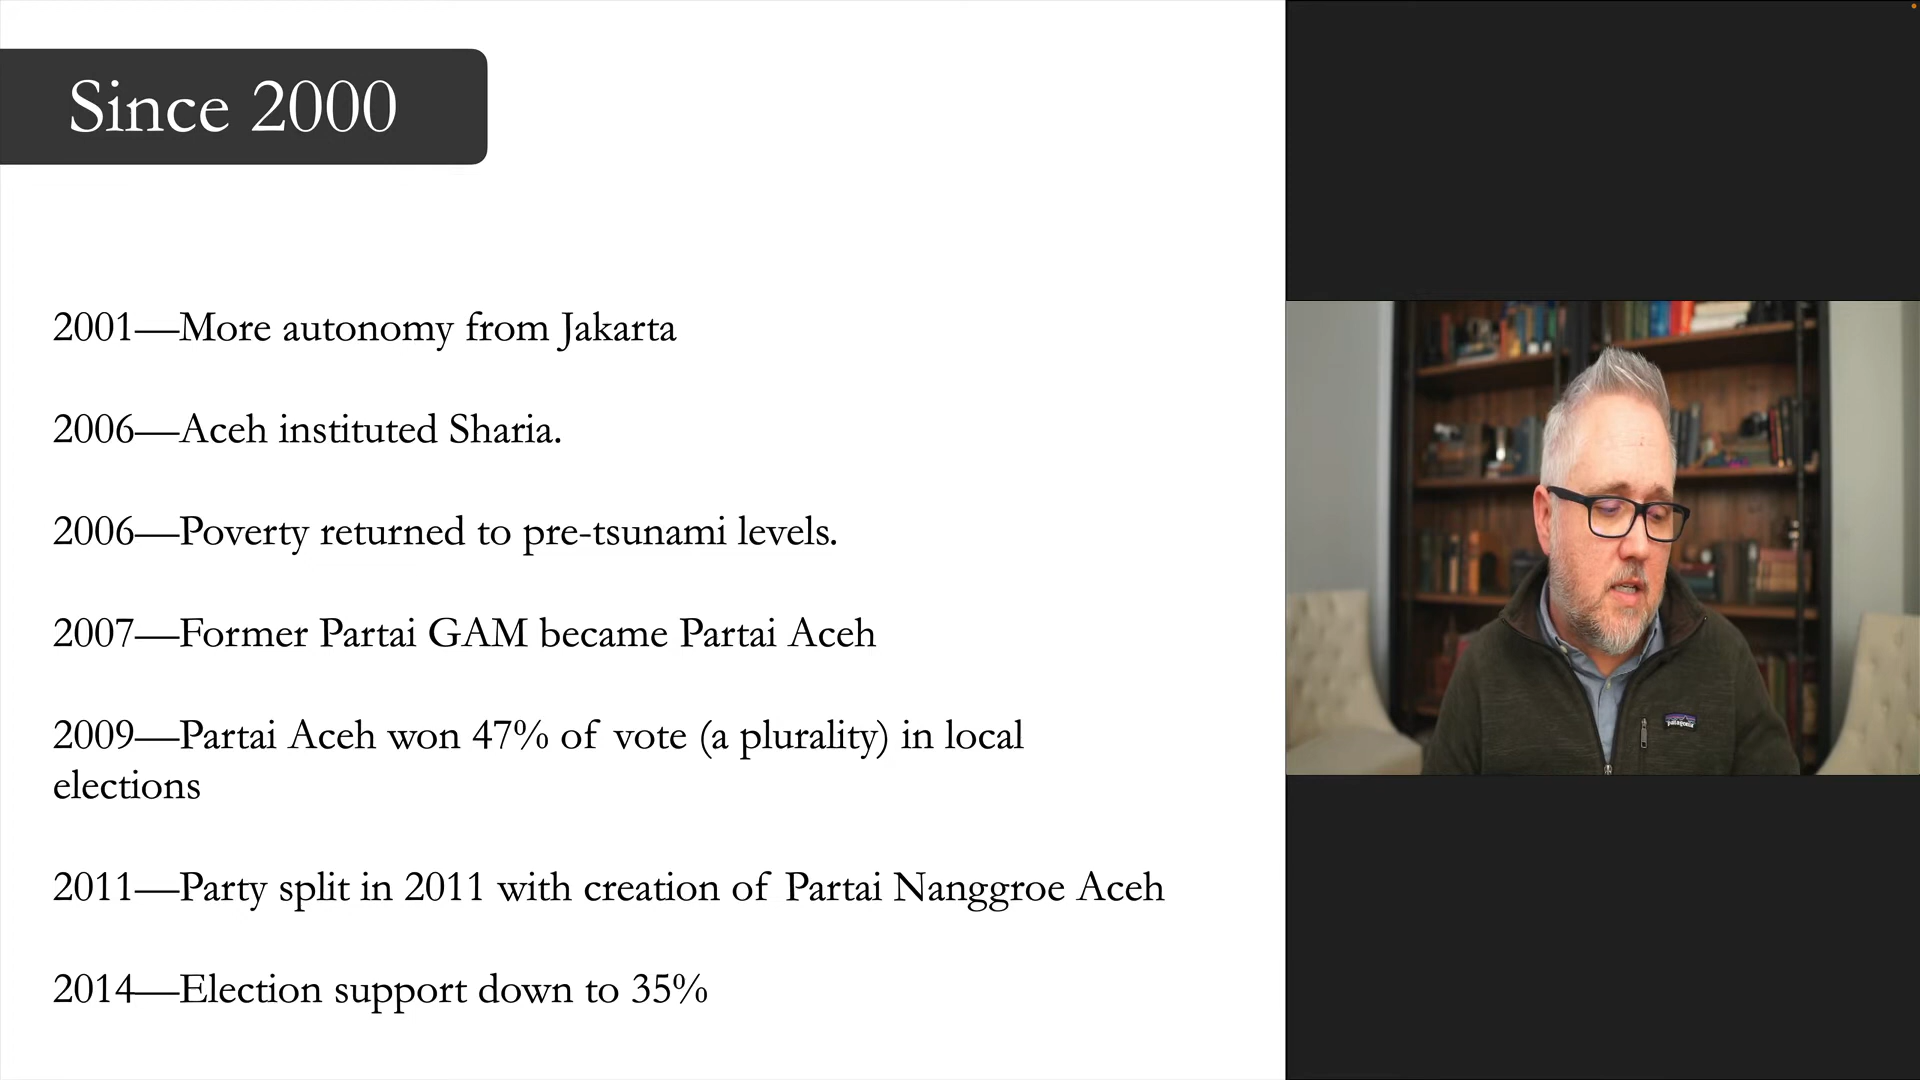 Since 2000
2001—More autonomy from Jakarta
2006—Aceh instituted Sharia.
2006—Poverty returned to pre-tsunami levels.
2007—Former Partai GAM became Partai Aceh
2009—Partai Aceh won 47% of vote (a plurality) in local
elections
2011—Party split in 2011 with creation of Partai Nanggroe Aceh
2014—Election support down to 35%
patagonia